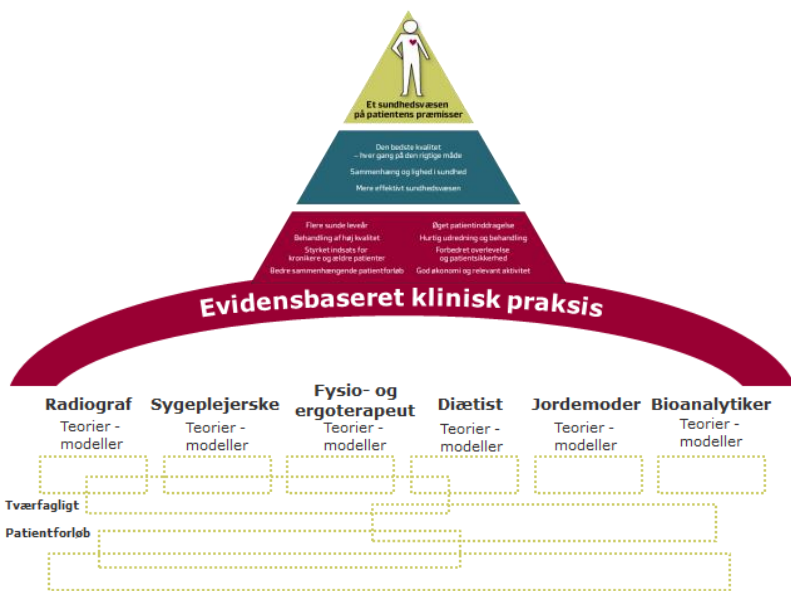 Et sundhedsvæsen
på patientens præmisser
Den bedste kvalitet
– hver gang på den rigtige måde
Sammenhæng og lighed i sundhed
Mere effektivt sundhedsvæsen
Flere sunde leveår
Behandling af høj kvalitet
Styrket indsats for
kronikere og ældre patienter
Bedre sammenhængende patientforløb
Øget patientinddragelse
Hurtig udredning og behandling
Forbedret overlevelse
og patientsikkerhed
God økonomi og relevant aktivitet
Evidensbaseret klinisk praksis
Radiograf
Teorier -
modeller
Sygeplejerske
Teorier -
modeller
Fysio- og
ergoterapeut
Teorier -
modeller
Diætist
Teorier -
modeller
Jordemoder
Teorier -
modeller
Bioanalytiker
Teorier -
modeller
Tværfagligt
Patientforløb